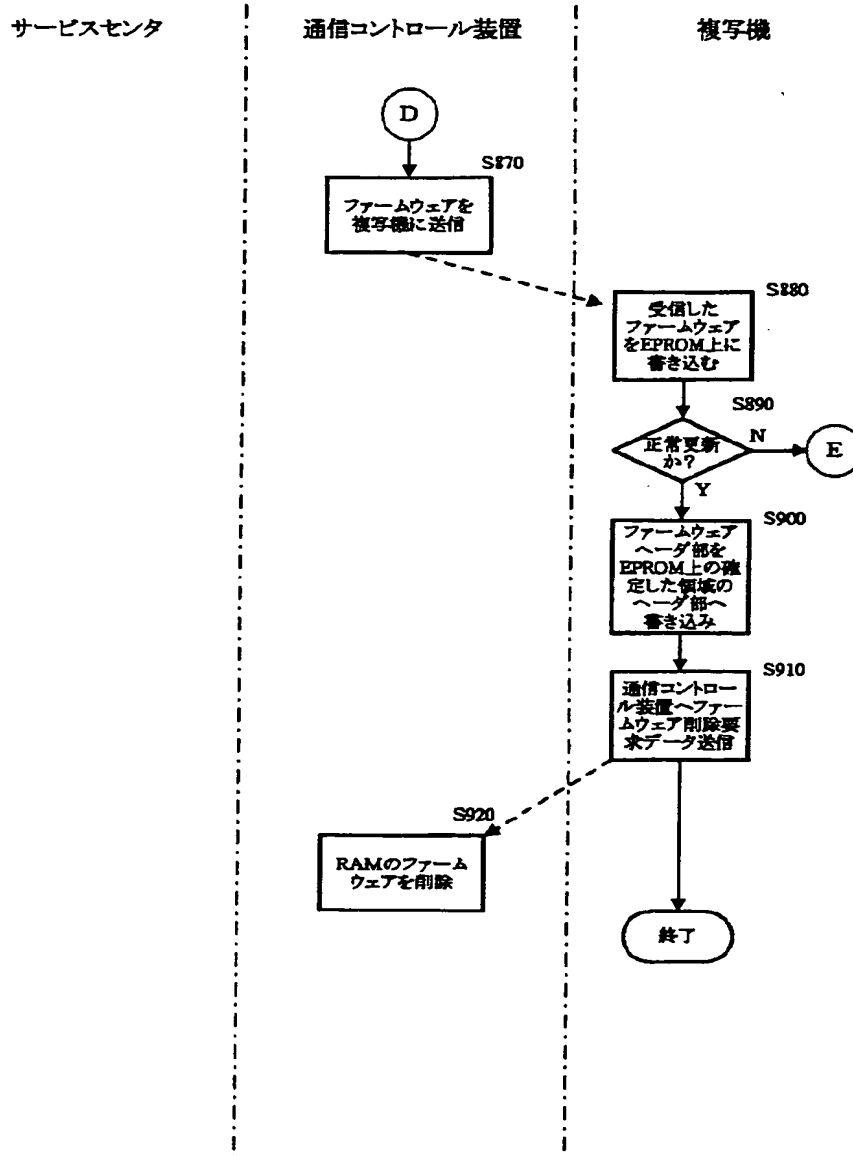 サービスセンタ
通信コントロール装置
複写機
D
S870
ファームウェアを
複写機に送信
S880
受信した
ファームウェア
をEPROM上に
書き込む
S890
正常更新
か?
N
E
Y
S900
ファームウェア
ヘーダ部を
EPROM上の確
定した領域の
ヘーダ部へ
書き込み
S910
通信コントロー
ル装置へファー
ムウェア削除要
求データ送信
S920
RAMのファーム
ウェアを削除
終了